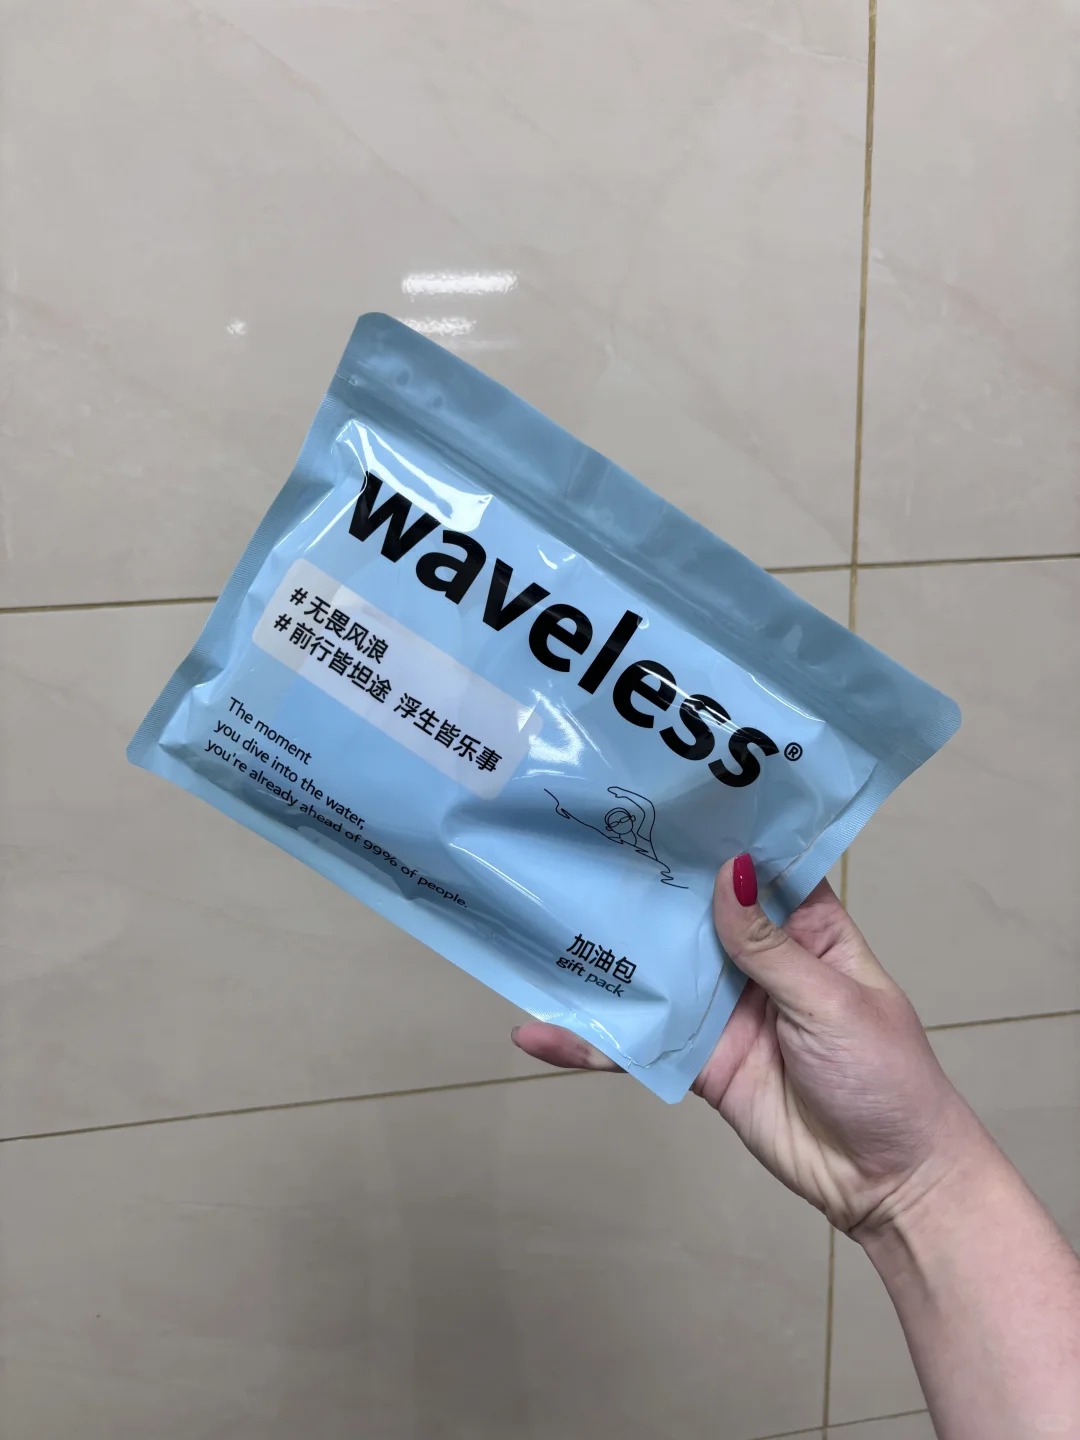 waveless®
#无畏风浪
#前行皆坦途 浮生皆乐事
The moment
you dive into the water,
you're already ahead of 99% of people.
加油包
gift pack